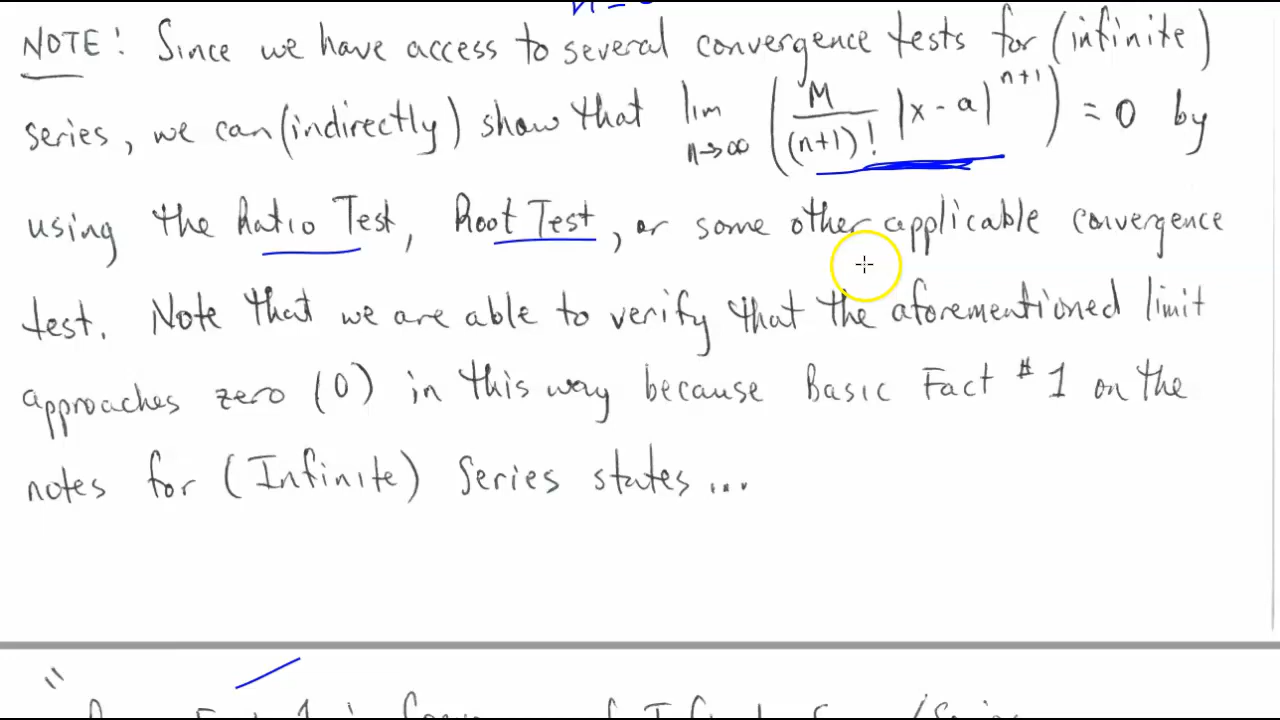 NOTE: Since we have access to several convergence tests for (infinite)
series, we can (indirectly) show that lim n→∞ (M/(n+1)! |x-a|^(n+1)) = 0 by
using the Ratio Test, Root Test, or some other applicable convergence
test. Note that we are able to verify that the aforementioned limit
approaches zero (0) in this way because Basic Fact #1 on the
notes for (Infinite) Series states...